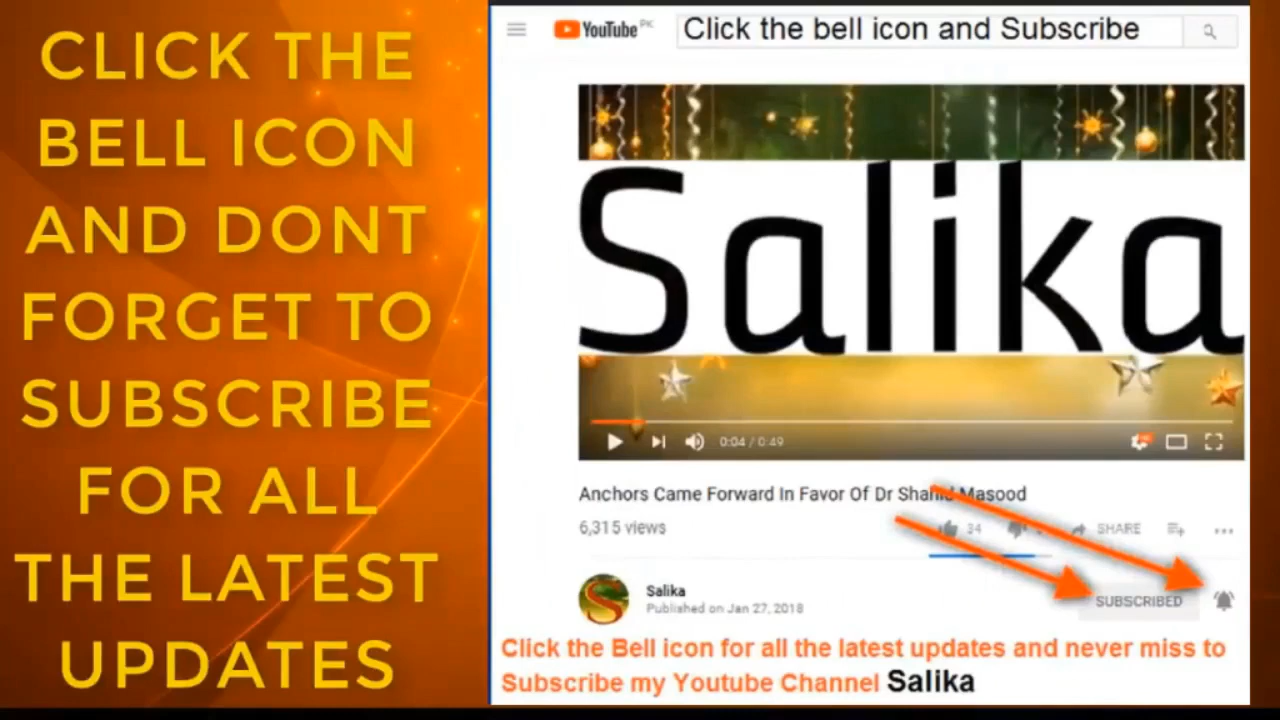 CLICK THE
BELL ICON
AND DONT
FORGET TO
SUBSCRIBE
FOR ALL
THE LATEST
UPDATES
YouTube PK
Click the bell icon and Subscribe
Salika
0:04 / 0:49
Anchors Came Forward In Favor Of Dr Shahid Masood
6,315 views
34
SHARE
Salika
Published on Jan 27, 2018
SUBSCRIBED
Click the Bell icon for all the latest updates and never miss to
Subscribe my Youtube Channel Salika